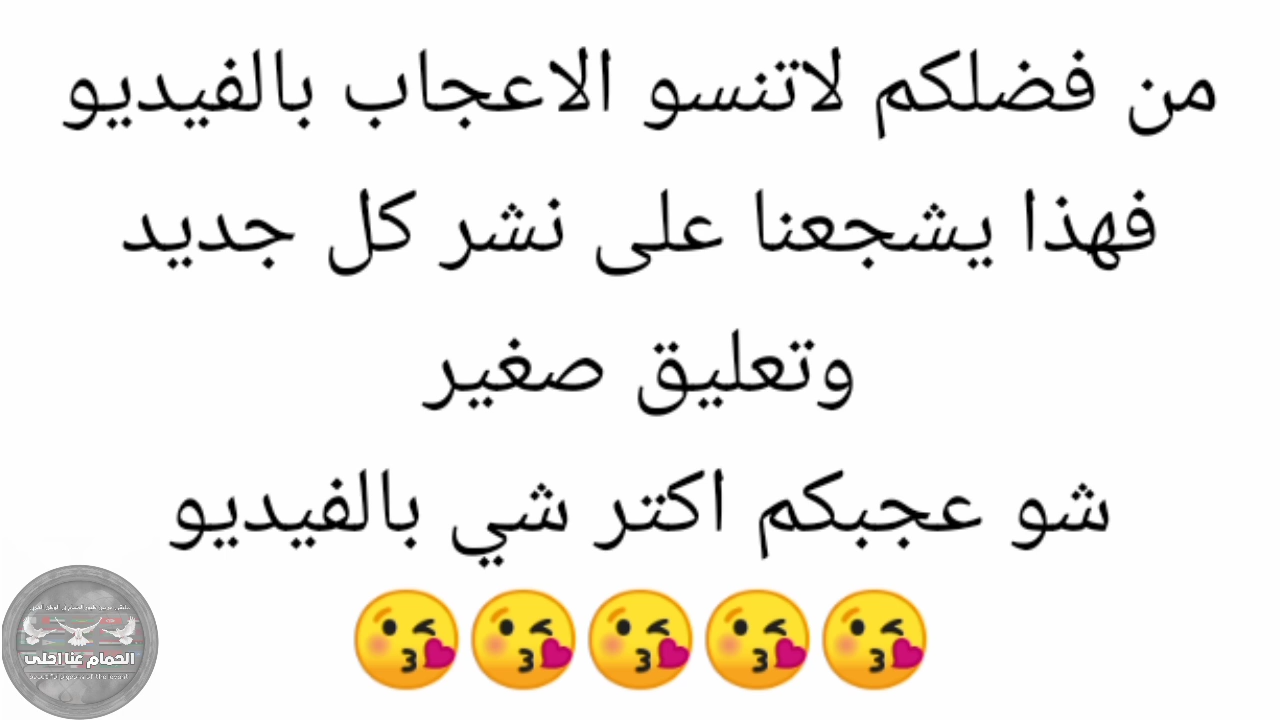 من فضلكم لاتنسو الاعجاب بالفيديو
فهذا يشجعنا على نشر كل جديد
وتعليق صغير
شو عجبكم اكتر شي بالفيديو
😘😘😘😘😘
الحمام عنا احلى